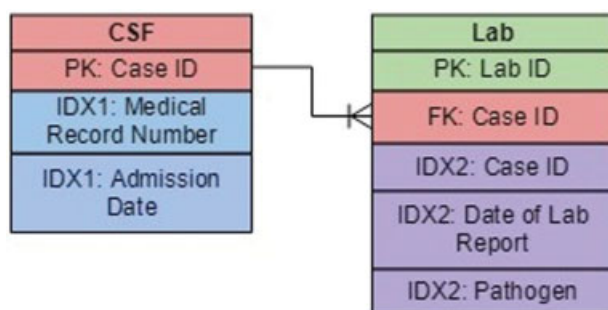 CSF
PK: Case ID
IDX1: Medical
Record Number
IDX1: Admission
Date
Lab
PK: Lab ID
FK: Case ID
IDX2: Case ID
IDX2: Date of Lab
Report
IDX2: Pathogen